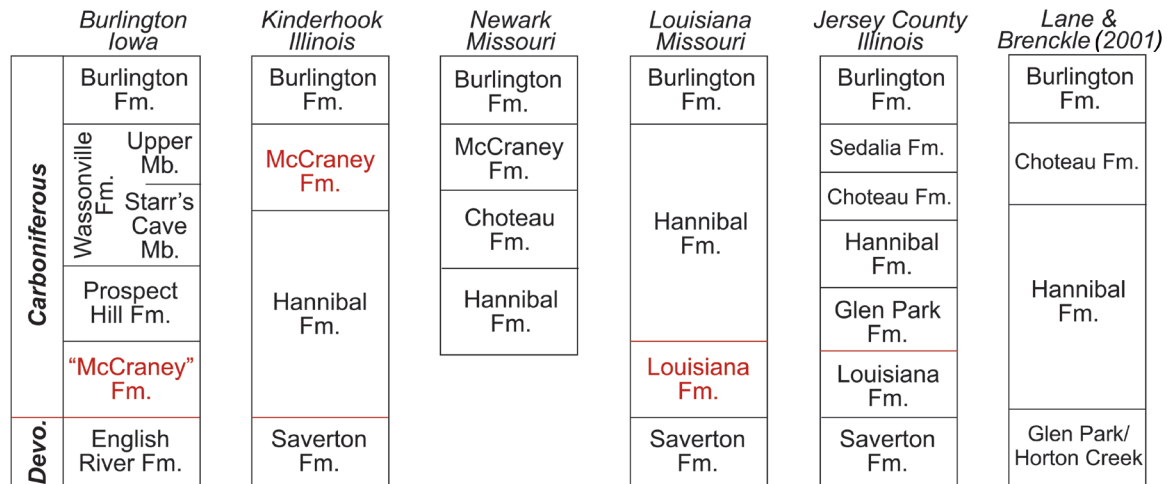 Burlington
Iowa
Kinderhook
Illinois
Newark
Missouri
Louisiana
Missouri
Jersey County
Illinois
Lane &
Brenckle (2001)
Carboniferous
Devo.
Burlington
Fm.
Wassonville
Fm.
Upper
Mb.
Starr's
Cave
Mb.
Prospect
Hill Fm.
“McCraney”
Fm.
English
River Fm.
Burlington
Fm.
McCraney
Fm.
Hannibal
Fm.
Saverton
Fm.
Burlington
Fm.
McCraney
Fm.
Choteau
Fm.
Hannibal
Fm.
Burlington
Fm.
Hannibal
Fm.
Louisiana
Fm.
Saverton
Fm.
Burlington
Fm.
Sedalia Fm.
Choteau Fm.
Hannibal
Fm.
Glen Park
Fm.
Louisiana
Fm.
Saverton
Fm.
Burlington
Fm.
Choteau Fm.
Hannibal
Fm.
Glen Park/
Horton Creek